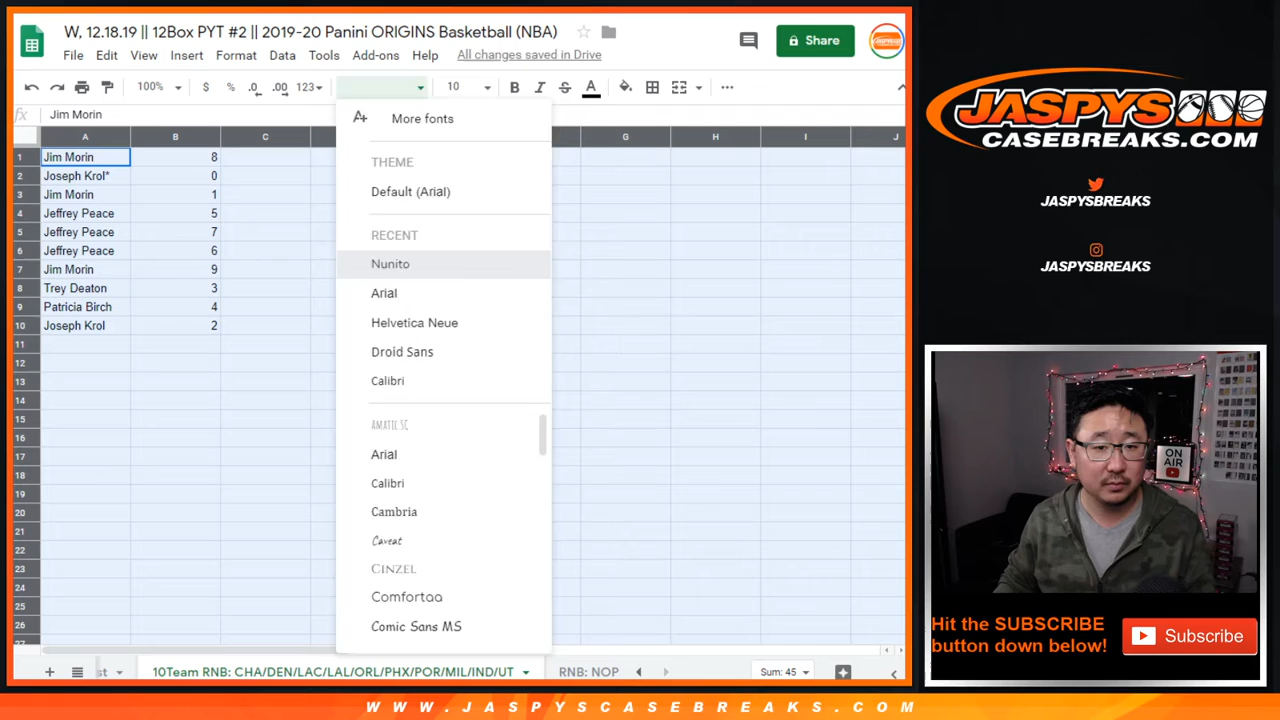 W, 12.18.19 || 12Box PYT #2 || 2019-20 Panini ORIGINS Basketball (NBA)
File Edit View Insert Format Data Tools Add-ons Help All changes saved in Drive
Share
100% $ % .0 .00 123 10 B I S A
fx Jim Morin
A B C G H I J
1 Jim Morin 8
2 Joseph Krol* 0
3 Jim Morin 1
4 Jeffrey Peace 5
5 Jeffrey Peace 7
6 Jeffrey Peace 6
7 Jim Morin 9
8 Trey Deaton 3
9 Patricia Birch 4
10 Joseph Krol 2
11
12
13
14
15
16
17
18
19
20
21
22
23
24
25
26
27
More fonts
THEME
Default (Arial)
RECENT
Nunito
Arial
Helvetica Neue
Droid Sans
Calibri
AMATIC SC
Arial
Calibri
Cambria
Caveat
CINZEL
Comfortaa
Comic Sans MS
st 10Team RNB: CHA/DEN/LAC/LAL/ORL/PHX/POR/MIL/IND/UT RNB: NOP Sum: 45
JASPYS
CASEBREAKS.COM
JASPYSBREAKS
JASPYSBREAKS
ON
AIR
Hit the SUBSCRIBE
button down below!
Subscribe
WWW.JASPYSCASEBREAKS.COM